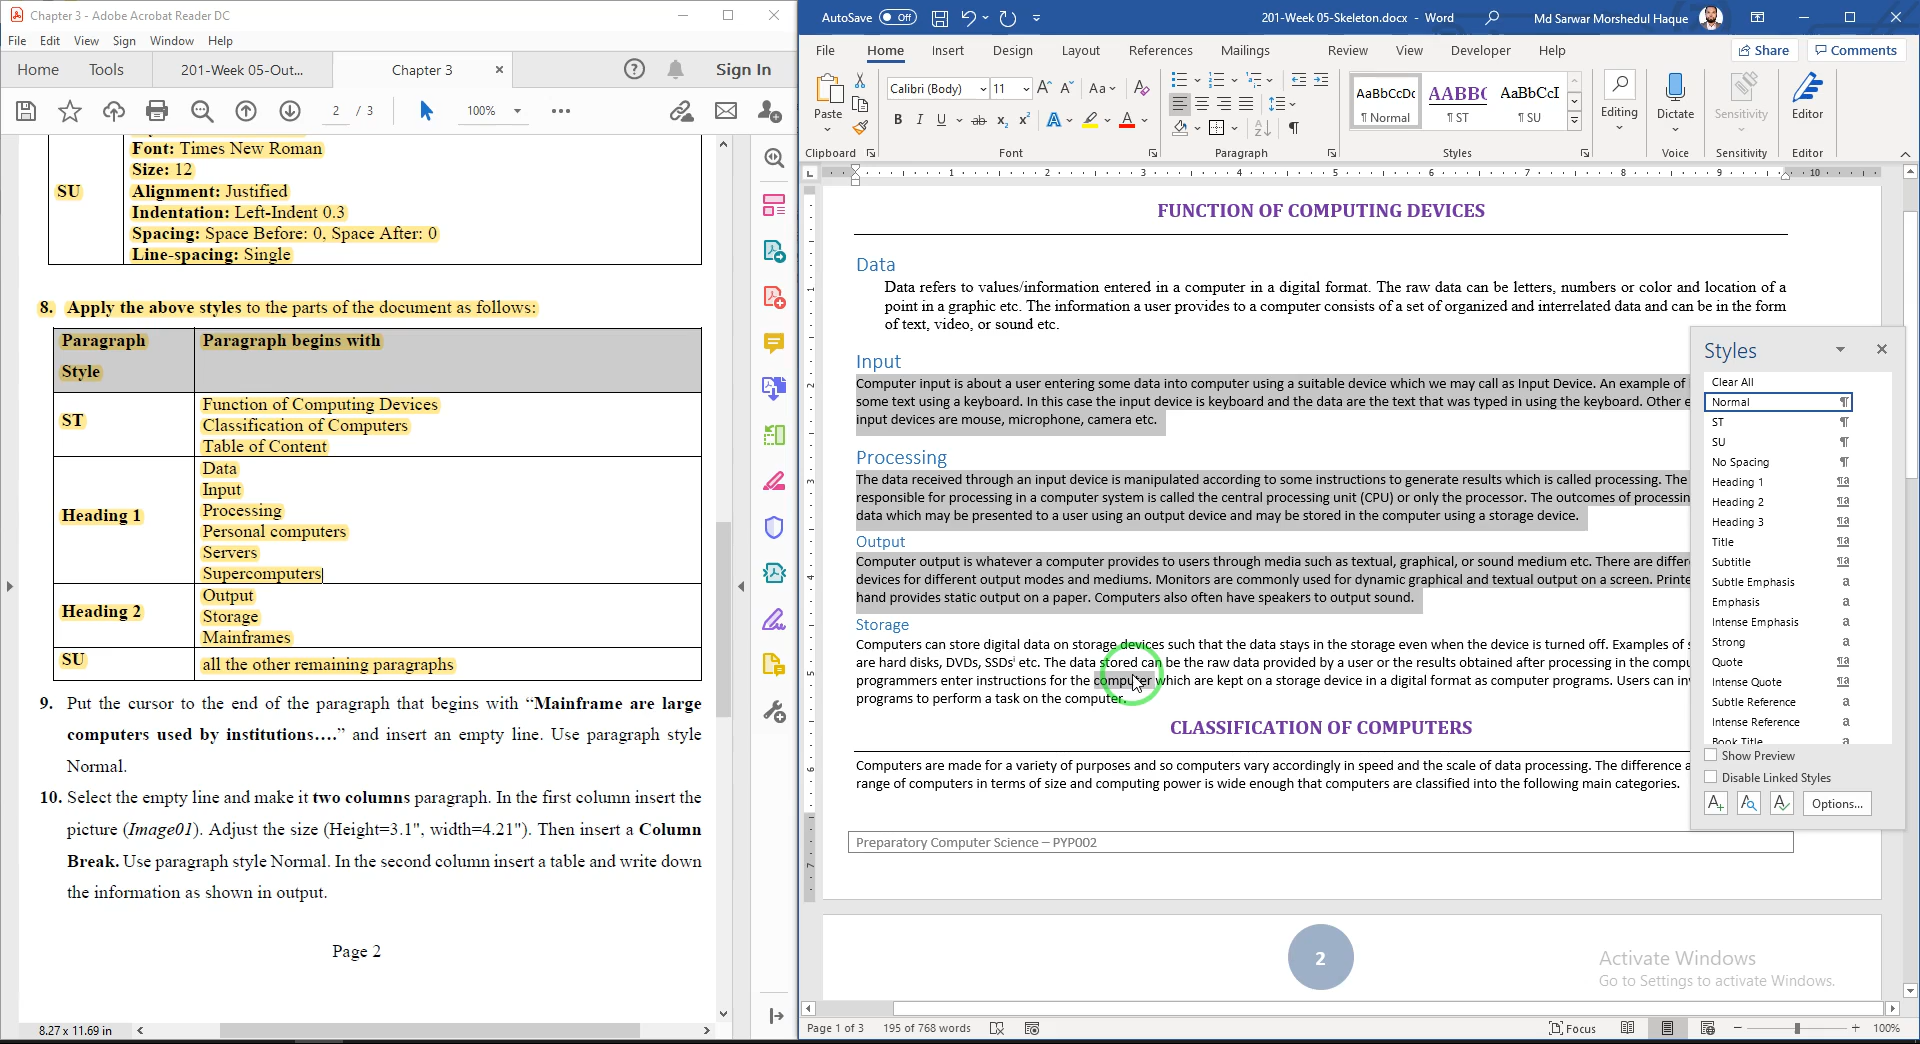 Chapter 3 - Adobe Acrobat Reader DC
File Edit View Sign Window Help
Home Tools 201-Week 05-Out... Chapter 3 × Sign In
2 / 3 100%
Font: Times New Roman
Size: 12
SU Alignment: Justified
Indentation: Left-Indent 0.3
Spacing: Space Before: 0, Space After: 0
Line-spacing: Single
8. Apply the above styles to the parts of the document as follows:
Paragraph Style Paragraph begins with
ST Function of Computing Devices
Classification of Computers
Table of Content
Heading 1 Data
Input
Processing
Personal computers
Servers
Supercomputers
Heading 2 Output
Storage
Mainframes
SU all the other remaining paragraphs
9. Put the cursor to the end of the paragraph that begins with “Mainframe are large
computers used by institutions....” and insert an empty line. Use paragraph style
Normal.
10. Select the empty line and make it two columns paragraph. In the first column insert the
picture (Image01). Adjust the size (Height=3.1", width=4.21"). Then insert a Column
Break. Use paragraph style Normal. In the second column insert a table and write down
the information as shown in output.
Page 2
8.27 x 11.69 in
AutoSave Off 201-Week 05-Skeleton.docx - Word Md Sarwar Morshedul Haque
File Home Insert Design Layout References Mailings Review View Developer Help Share Comments
Paste Calibri (Body) 11 AaBbCcDc AABBC AaBbCcI Editing Dictate Sensitivity Editor
¶ Normal ¶ ST ¶ SU
Clipboard Font Paragraph Styles Voice Sensitivity Editor
1 2 3 4 5 6 7 8 9 10
FUNCTION OF COMPUTING DEVICES
Data
Data refers to values/information entered in a computer in a digital format. The raw data can be letters, numbers or color and location of a
point in a graphic etc. The information a user provides to a computer consists of a set of organized and interrelated data and can be in the form
of text, video, or sound etc.
Input
Computer input is about a user entering some data into computer using a suitable device which we may call as Input Device. An example of
some text using a keyboard. In this case the input device is keyboard and the data are the text that was typed in using the keyboard. Other
input devices are mouse, microphone, camera etc.
Processing
The data received through an input device is manipulated according to some instructions to generate results which is called processing. The
responsible for processing in a computer system is called the central processing unit (CPU) or only the processor. The outcomes of processin
data which may be presented to a user using an output device and may be stored in the computer using a storage device.
Output
Computer output is whatever a computer provides to users through media such as textual, graphical, or sound medium etc. There are differ
devices for different output modes and mediums. Monitors are commonly used for dynamic graphical and textual output on a screen. Printe
hand provides static output on a paper. Computers also often have speakers to output sound.
Storage
Computers can store digital data on storage devices such that the data stays in the storage even when the device is turned off. Examples of
are hard disks, DVDs, SSDs etc. The data stored can be the raw data provided by a user or the results obtained after processing in the compu
programmers enter instructions for the computer which are kept on a storage device in a digital format as computer programs. Users can in
programs to perform a task on the computer.
CLASSIFICATION OF COMPUTERS
Computers are made for a variety of purposes and so computers vary accordingly in speed and the scale of data processing. The difference
range of computers in terms of size and computing power is wide enough that computers are classified into the following main categories.
Preparatory Computer Science – PYP002
2
Styles
Clear All
Normal
ST
SU
No Spacing
Heading 1
Heading 2
Heading 3
Title
Subtitle
Subtle Emphasis
Emphasis
Intense Emphasis
Strong
Quote
Intense Quote
Subtle Reference
Intense Reference
Book Title
Show Preview
Disable Linked Styles
Options...
Activate Windows
Go to Settings to activate Windows.
Page 1 of 3 195 of 768 words Focus 100%